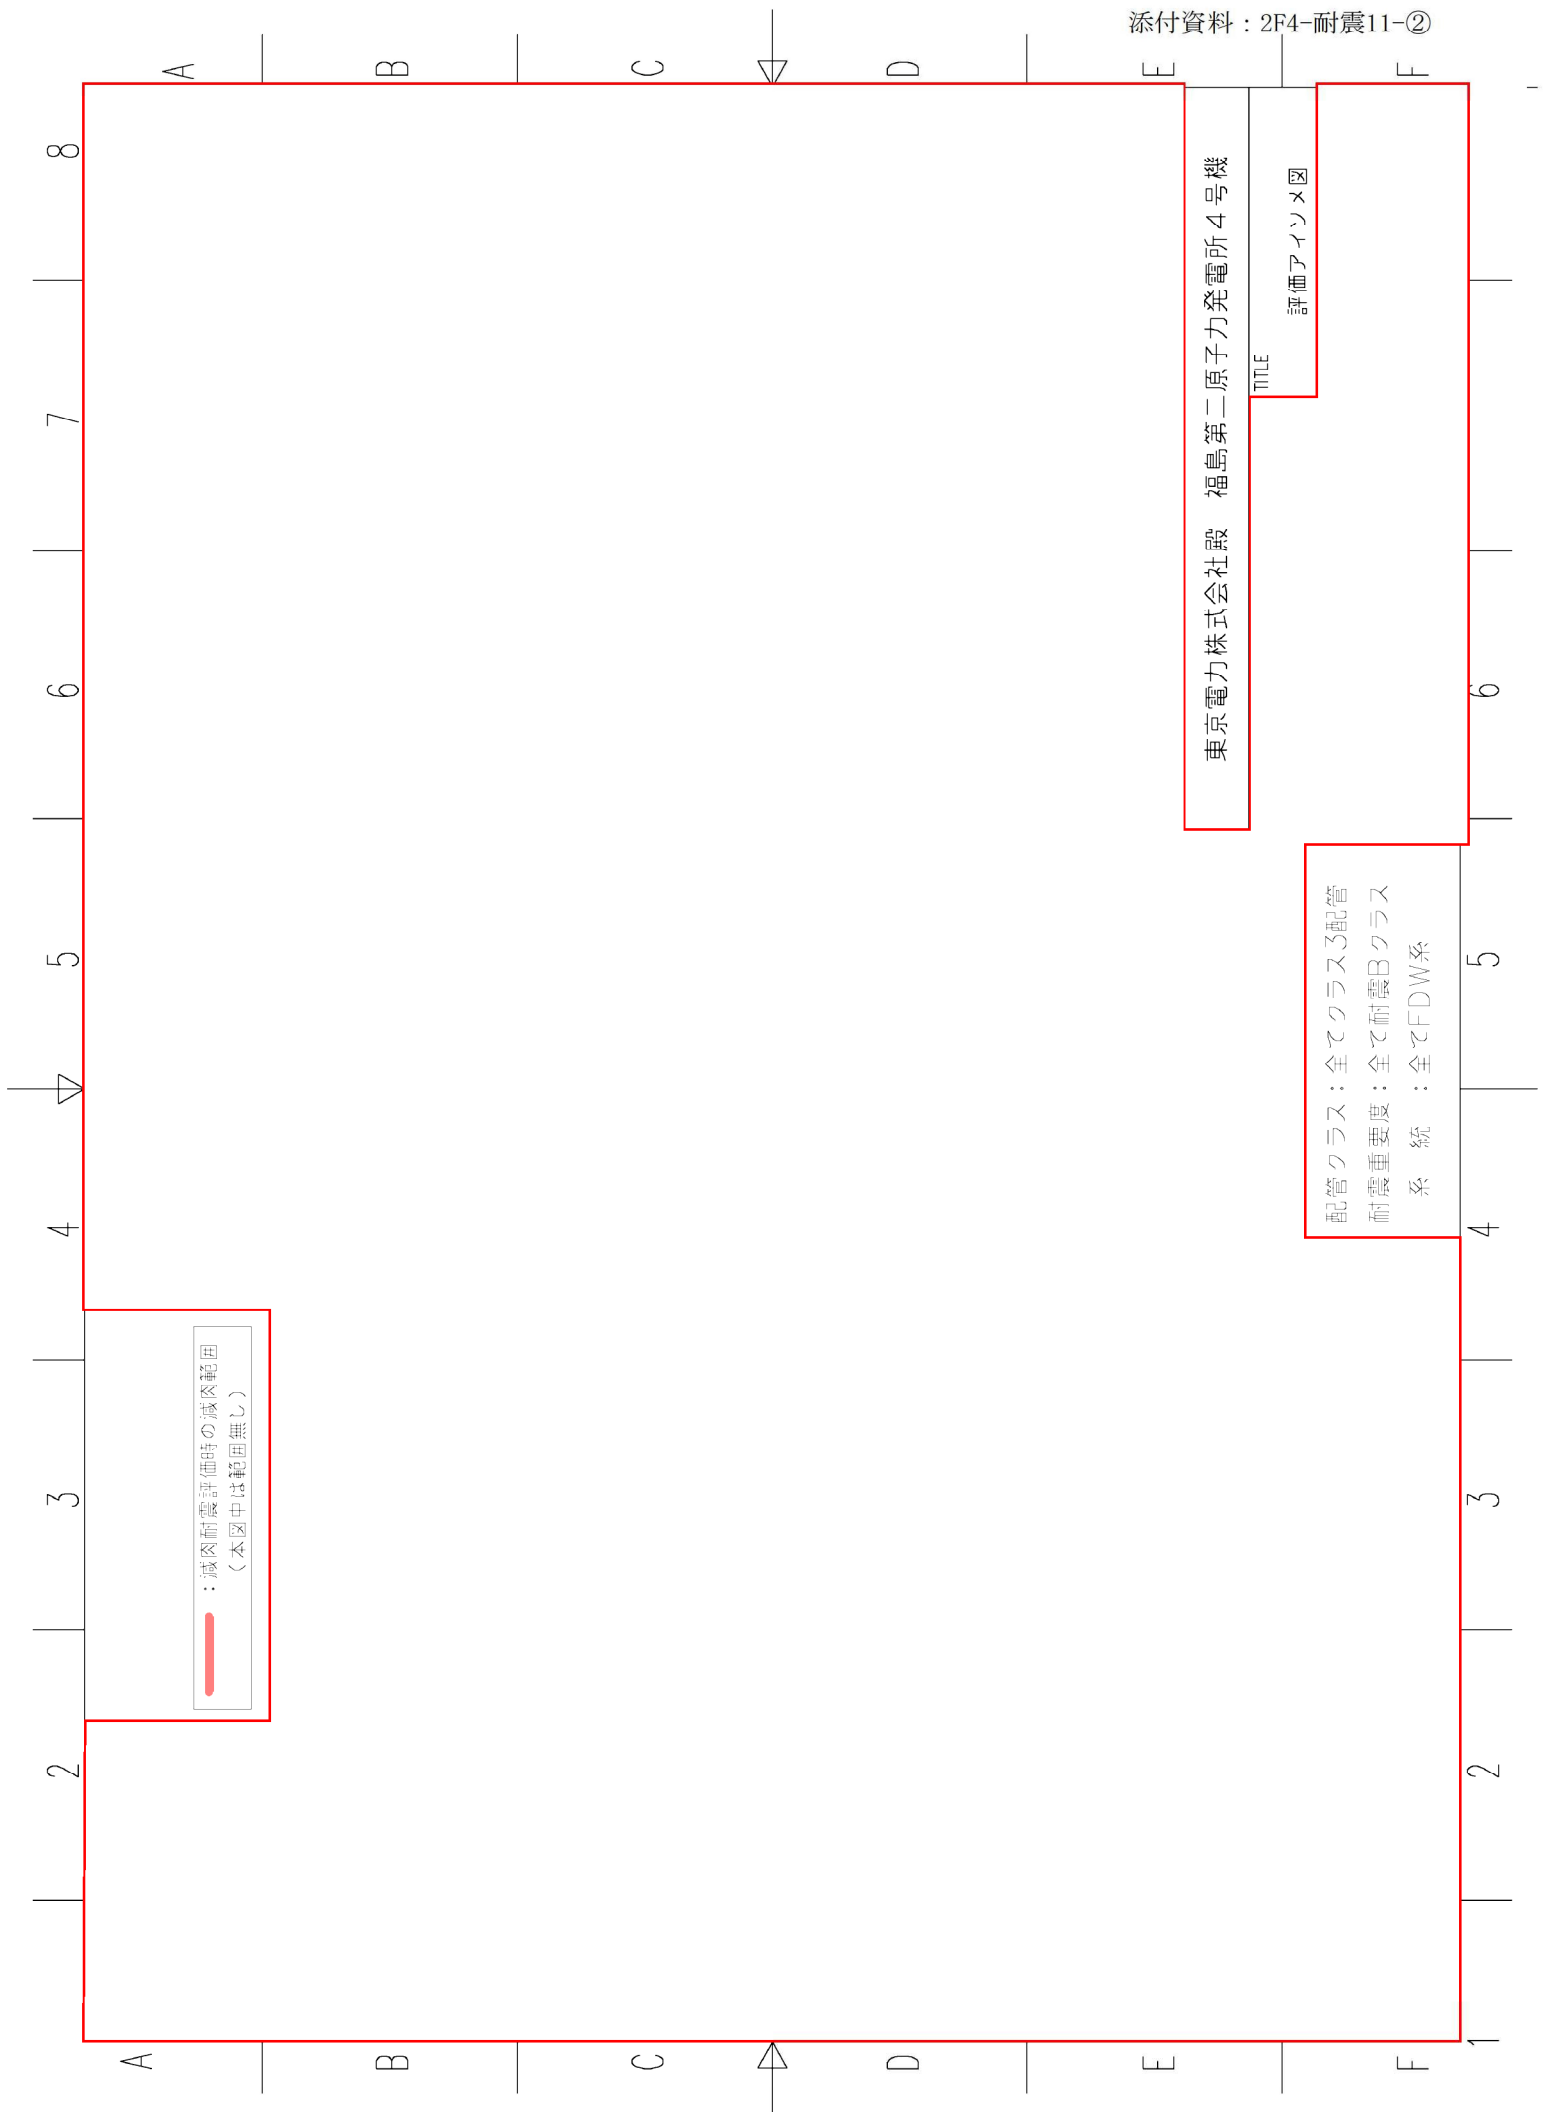 添付資料：2F4-耐震11-②
A
B
C
D
E
F
8
7
6
5
4
3
2
：減肉耐震評価時の減肉範囲
（本図中は範囲無し）
東京電力株式会社殿　福島第二原子力発電所４号機
TITLE
評価アイソメ図
配管クラス：全てクラス3配管
耐震重要度：全て耐震Bクラス
系　統　：全てFDW系
6
5
4
3
2
1
A
B
C
D
E
F